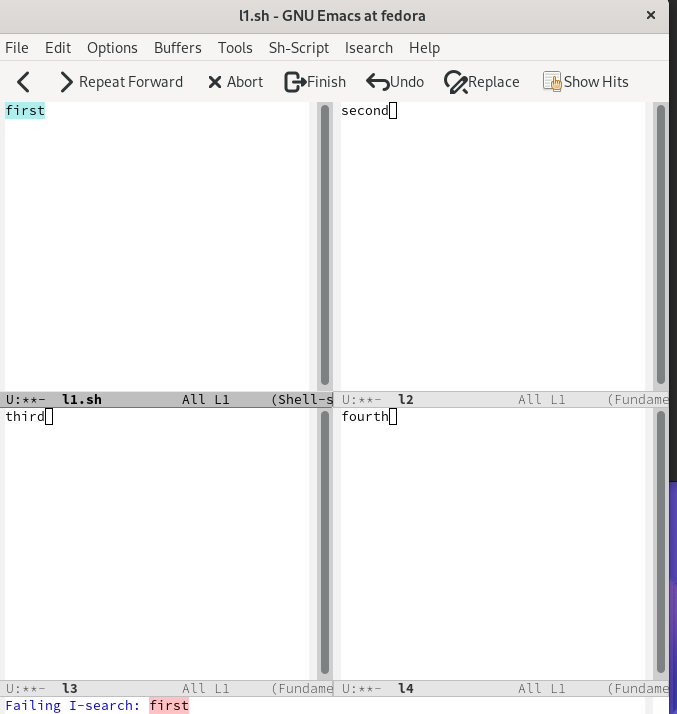 l1.sh - GNU Emacs at fedora ×
File Edit Options Buffers Tools Sh-Script Isearch Help
Repeat Forward Abort Finish Undo Replace Show Hits
first
second
U:**- l1.sh All L1 (Shell-s
U:**- l2 All L1 (Fundame
third
fourth
U:**- l3 All L1 (Fundame
U:**- l4 All L1 (Fundame
Failing I-search: first